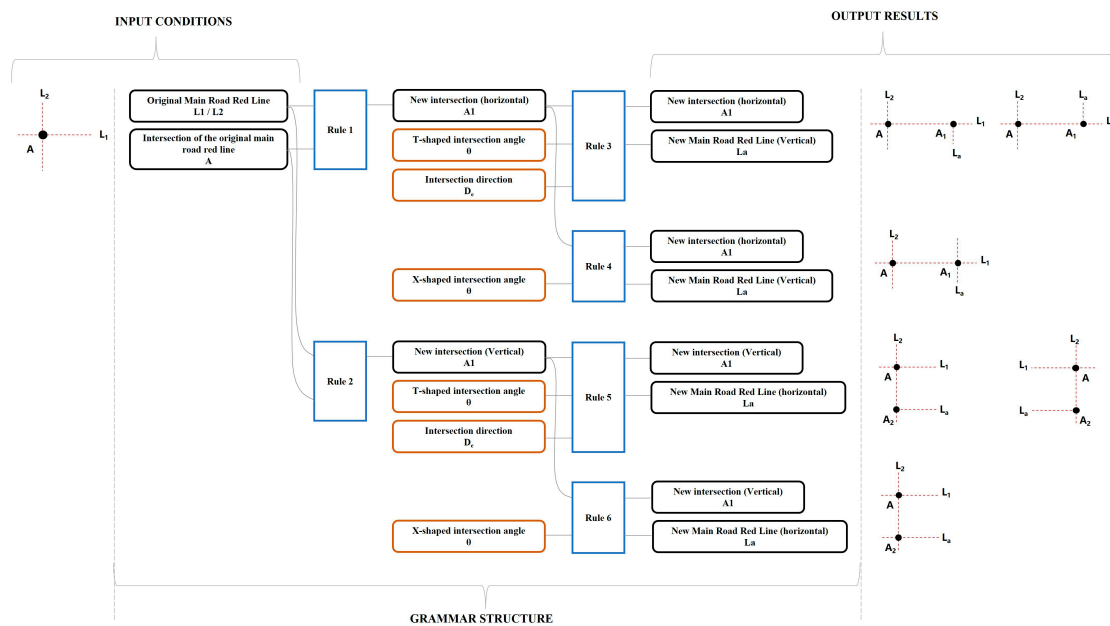 INPUT CONDITIONS
OUTPUT RESULTS
L₂
L₁
A
Original Main Road Red Line
L1 / L2
Intersection of the original main
road red line
A
Rule 1
New intersection (horizontal)
A1
T-shaped intersection angle
θ
Intersection direction
Dₑ
Rule 3
New intersection (horizontal)
A1
New Main Road Red Line (Vertical)
La
L₂
L₁
A
A₁
Lₐ
L₂
Lₐ
L
A
A₁
X-shaped intersection angle
θ
Rule 4
New intersection (horizontal)
A1
New Main Road Red Line (Vertical)
La
L₂
L₁
A
A₁
Lₐ
Rule 2
New intersection (Vertical)
A1
T-shaped intersection angle
θ
Intersection direction
Dₑ
Rule 5
New intersection (Vertical)
A1
New Main Road Red Line (horizontal)
La
L₂
L₁
A
Lₐ
A₂
L₂
L₁
A
Lₐ
A₂
X-shaped intersection angle
θ
Rule 6
New intersection (Vertical)
A1
New Main Road Red Line (horizontal)
La
L₂
L₁
A
Lₐ
A₂
GRAMMAR STRUCTURE